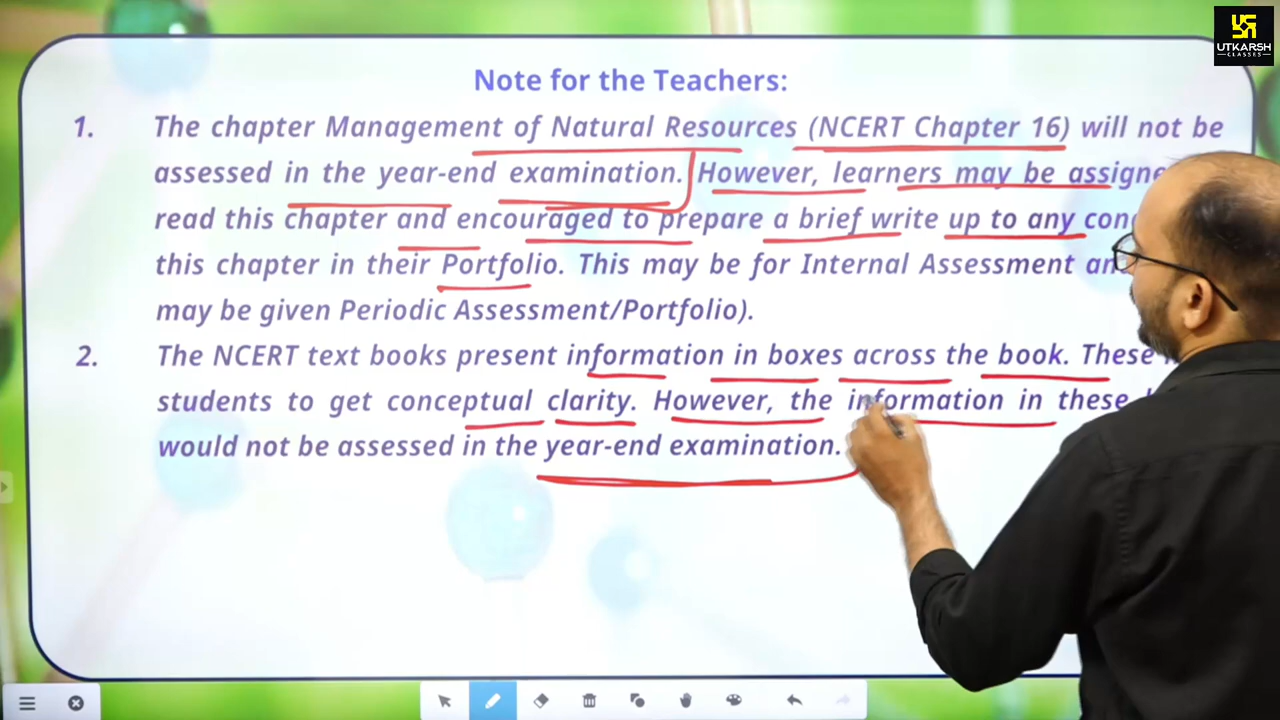 UTKARSH
CLASSES
Note for the Teachers:
1. The chapter Management of Natural Resources (NCERT Chapter 16) will not be
assessed in the year-end examination. However, learners may be
read this chapter and encouraged to prepare a brief write up to any
this chapter in their Portfolio. This may be for Internal Assessment
may be given Periodic Assessment/Portfolio).
2. The NCERT text books present information in boxes across the book. These
students to get conceptual clarity. However, the information in these
would not be assessed in the year-end examination.